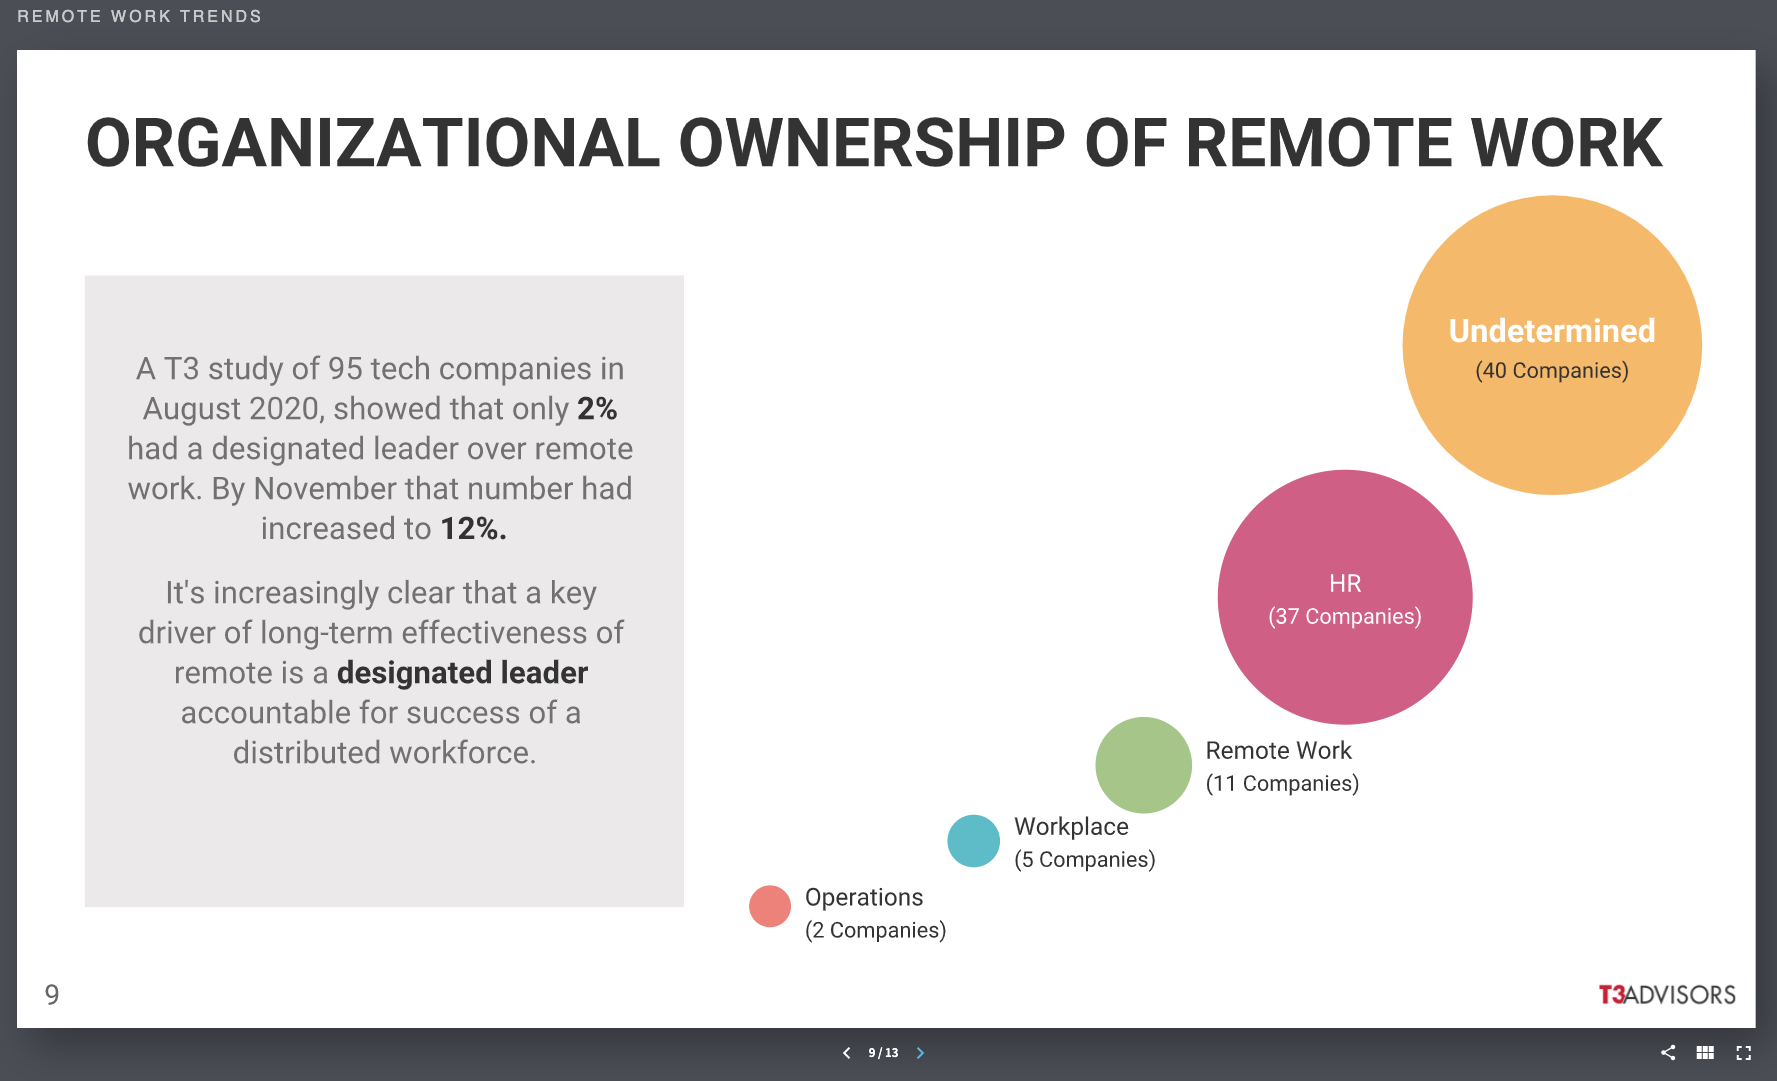 REMOTE WORK TRENDS
ORGANIZATIONAL OWNERSHIP OF REMOTE WORK
A T3 study of 95 tech companies in
August 2020, showed that only 2%
had a designated leader over remote
work. By November that number had
increased to 12%.
It's increasingly clear that a key
driver of long-term effectiveness of
remote is a designated leader
accountable for success of a
distributed workforce.
Undetermined
(40 Companies)
HR
(37 Companies)
Remote Work
(11 Companies)
Workplace
(5 Companies)
Operations
(2 Companies)
9
T3ADVISORS
9 / 13